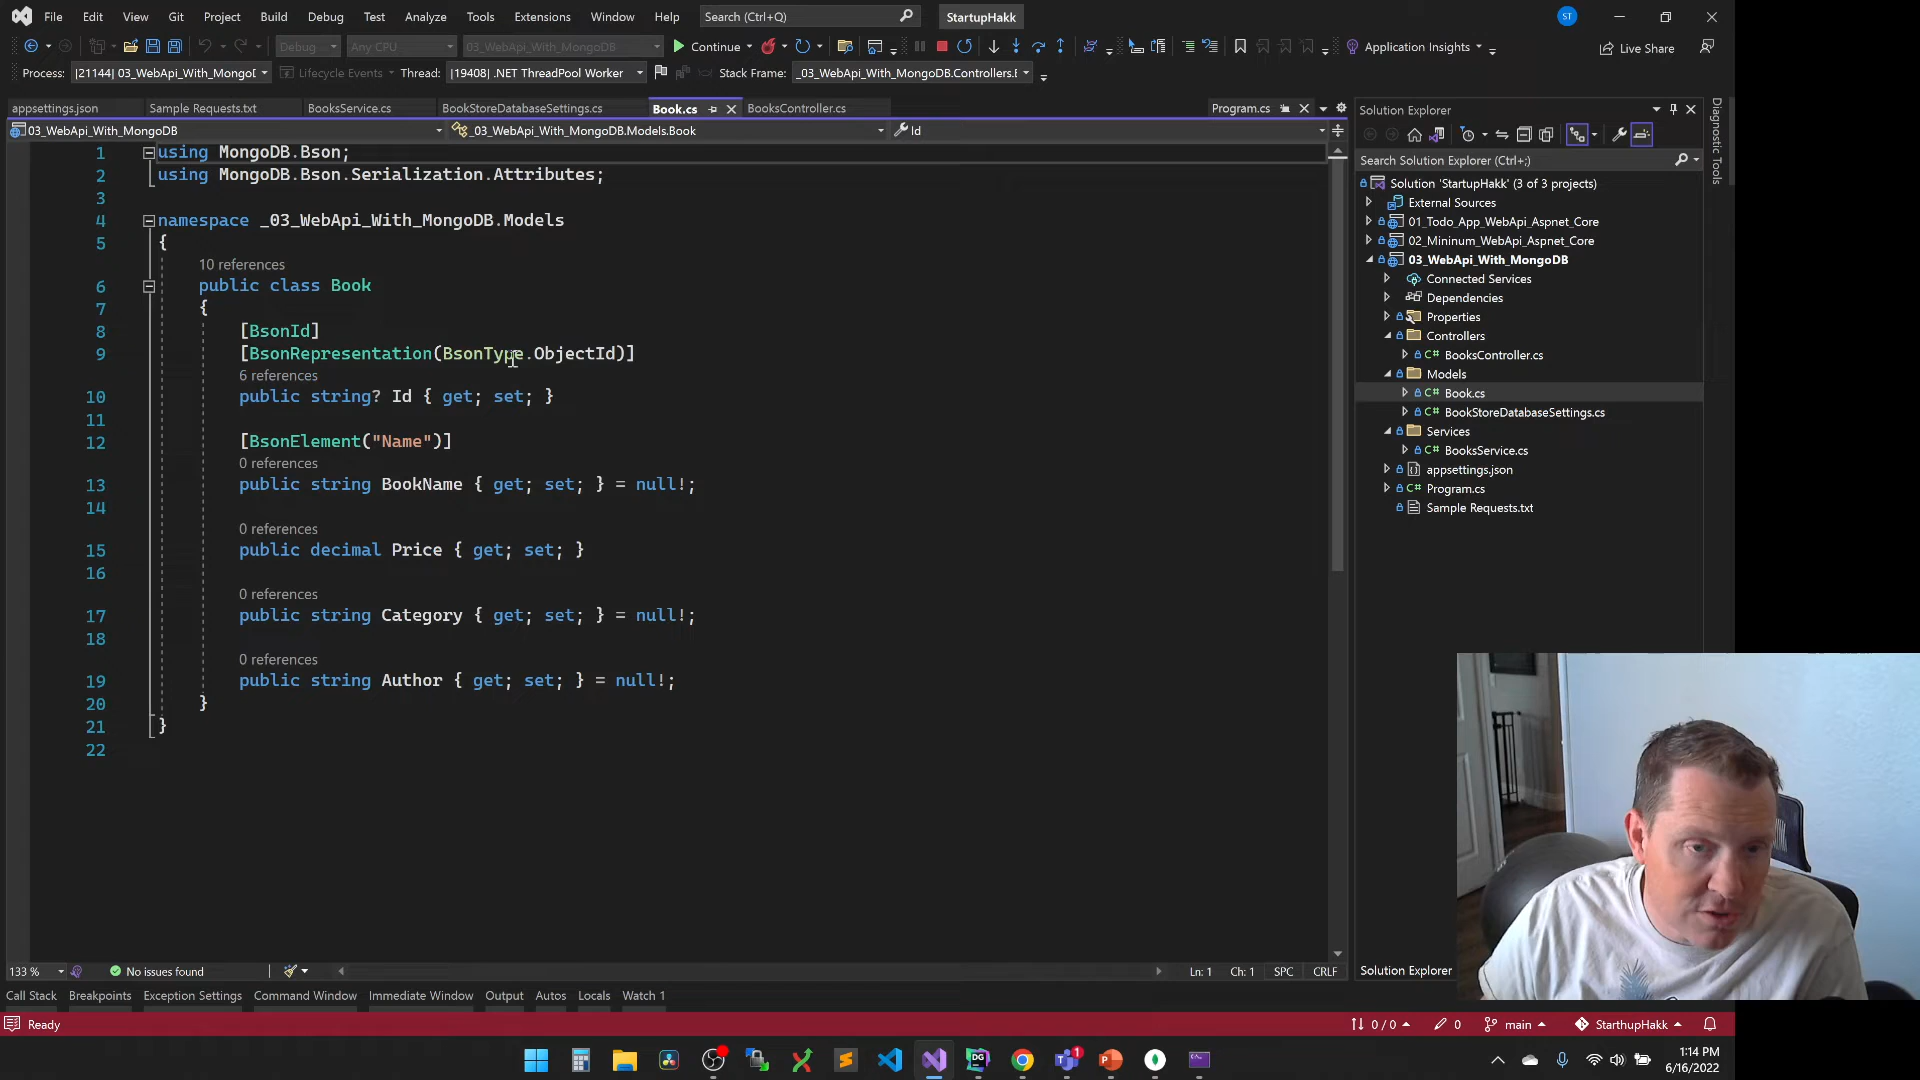 File Edit View Git Project Build Debug Test Analyze Tools Extensions Window Help Search (Ctrl+Q) StartupHakk ST
Debug Any CPU 03_WebApi_With_MongoDB Continue Application Insights Live Share
Process: [21144] 03_WebApi_With_Mongo Lifecycle Events Thread: [19408] .NET ThreadPool Worker Stack Frame: _03_WebApi_With_MongoDB.Controllers.
appsettings.json Sample Requests.txt BooksService.cs BookStoreDatabaseSettings.cs Book.cs BooksController.cs Program.cs
03_WebApi_With_MongoDB _03_WebApi_With_MongoDB.Models.Book Id
1 using MongoDB.Bson;
2 using MongoDB.Bson.Serialization.Attributes;
3
4 namespace _03_WebApi_With_MongoDB.Models
5 {
10 references
6 public class Book
7 {
8 [BsonId]
9 [BsonRepresentation(BsonType.ObjectId)]
6 references
10 public string? Id { get; set; }
11
12 [BsonElement("Name")]
0 references
13 public string BookName { get; set; } = null!;
14
0 references
15 public decimal Price { get; set; }
16
0 references
17 public string Category { get; set; } = null!;
18
0 references
19 public string Author { get; set; } = null!;
20 }
21 }
22
133 % No issues found Ln: 1 Ch: 1 SPC CRLF
Call Stack Breakpoints Exception Settings Command Window Immediate Window Output Autos Locals Watch 1
Solution Explorer
Search Solution Explorer (Ctrl+;)
Solution 'StartupHakk' (3 of 3 projects)
External Sources
01_Todo_App_WebApi_Aspnet_Core
02_Mininum_WebApi_Aspnet_Core
03_WebApi_With_MongoDB
Connected Services
Dependencies
Properties
Controllers
C# BooksController.cs
Models
C# Book.cs
C# BookStoreDatabaseSettings.cs
Services
C# BooksService.cs
appsettings.json
C# Program.cs
Sample Requests.txt
Solution Explorer
Diagnostic Tools
Ready 0 / 0 0 main StarthupHakk
DG 1 P 1:14 PM
6/16/2022